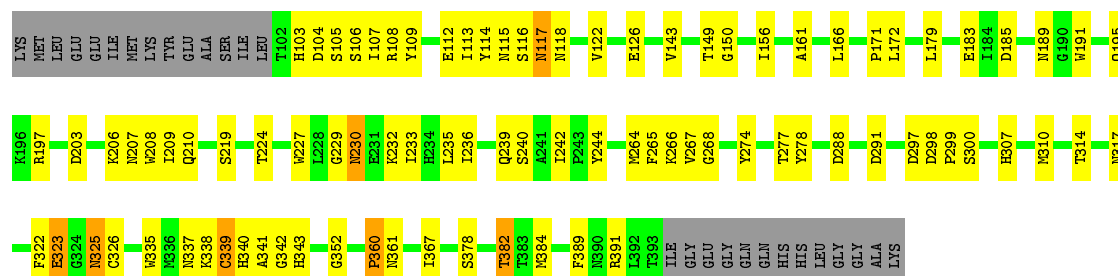 LYS MET LEU GLU GLU ILE MET LYS TYR GLU ALA SER ILE LEU T102 H103 D104 S105 S106 I107 R108 Y109 E112 I113 Y114 N115 S116 N117 N118 V122 E126 V143 T149 G150 I156 A161 L166 P171 L172 L179 E183 I184 D185 N189 G190 W191 Q195
K196 R197 D203 K206 N207 W208 I209 Q210 S219 T224 W227 L228 G229 N230 E231 K232 I233 H234 L235 I236 Q239 S240 A241 I242 P243 Y244 M264 F265 K266 V267 G268 Y274 T277 Y278 D288 D291 D297 D298 P299 S300 H307 M310 T314 N317
F322 E323 G324 N325 C326 W335 M336 N337 K338 C339 H340 A341 G342 H343 G352 P360 N361 I367 S378 T382 T383 M384 F389 N390 R391 L392 T393 ILE GLY GLU GLY GLN GLN HIS HIS LEU GLY GLY ALA LYS